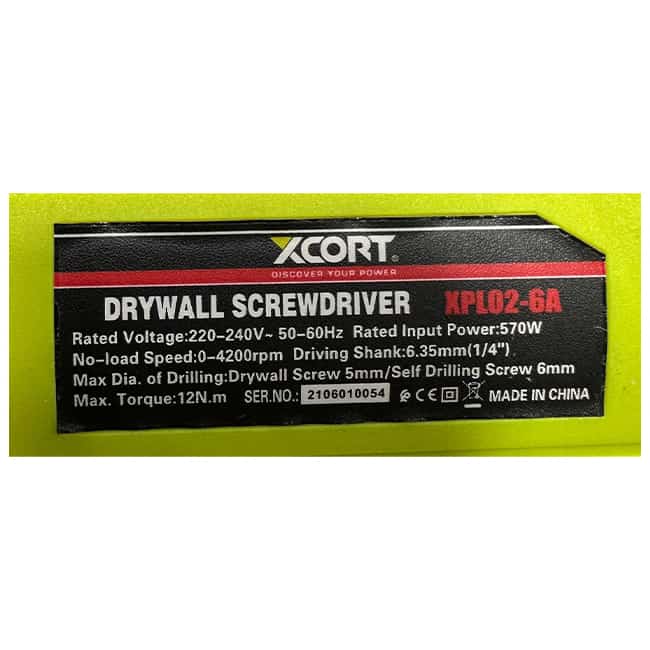 XCORT®
DISCOVER YOUR POWER
DRYWALL SCREWDRIVER XPL02-6A
Rated Voltage:220-240V~ 50-60Hz Rated Input Power:570W
No-load Speed:0-4200rpm Driving Shank:6.35mm(1/4")
Max Dia. of Drilling:Drywall Screw 5mm/Self Drilling Screw 6mm
Max. Torque:12N.m SER.NO.: 2106010054 CE MADE IN CHINA